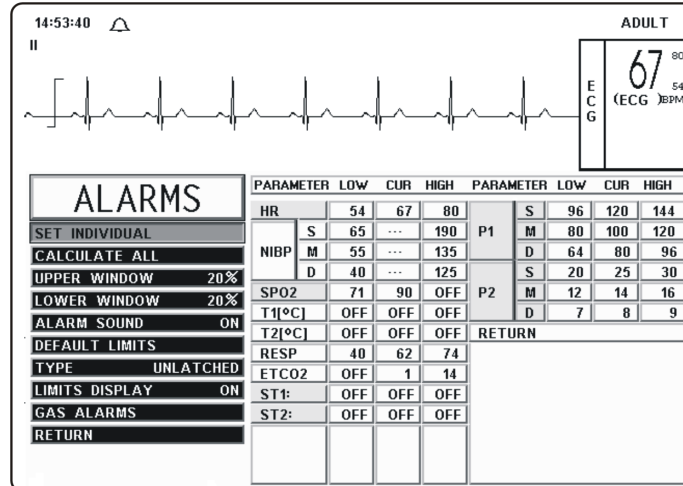 14:53:40 ADULT
II
ECG
67 80
54
(ECG )BPM
ALARMS
SET INDIVIDUAL
CALCULATE ALL
UPPER WINDOW 20%
LOWER WINDOW 20%
ALARM SOUND ON
DEFAULT LIMITS
TYPE UNLATCHED
LIMITS DISPLAY ON
GAS ALARMS
RETURN
PARAMETER LOW CUR HIGH
HR 54 67 80
NIBP
S 65 --- 190
M 55 --- 135
D 40 --- 125
SPO2 71 90 OFF
T1[°C] OFF OFF OFF
T2[°C] OFF OFF OFF
RESP 40 62 74
ETCO2 OFF 1 14
ST1: OFF OFF OFF
ST2: OFF OFF OFF
PARAMETER LOW CUR HIGH
P1
S 96 120 144
M 80 100 120
D 64 80 96
P2
S 20 25 30
M 12 14 16
D 7 8 9
RETURN